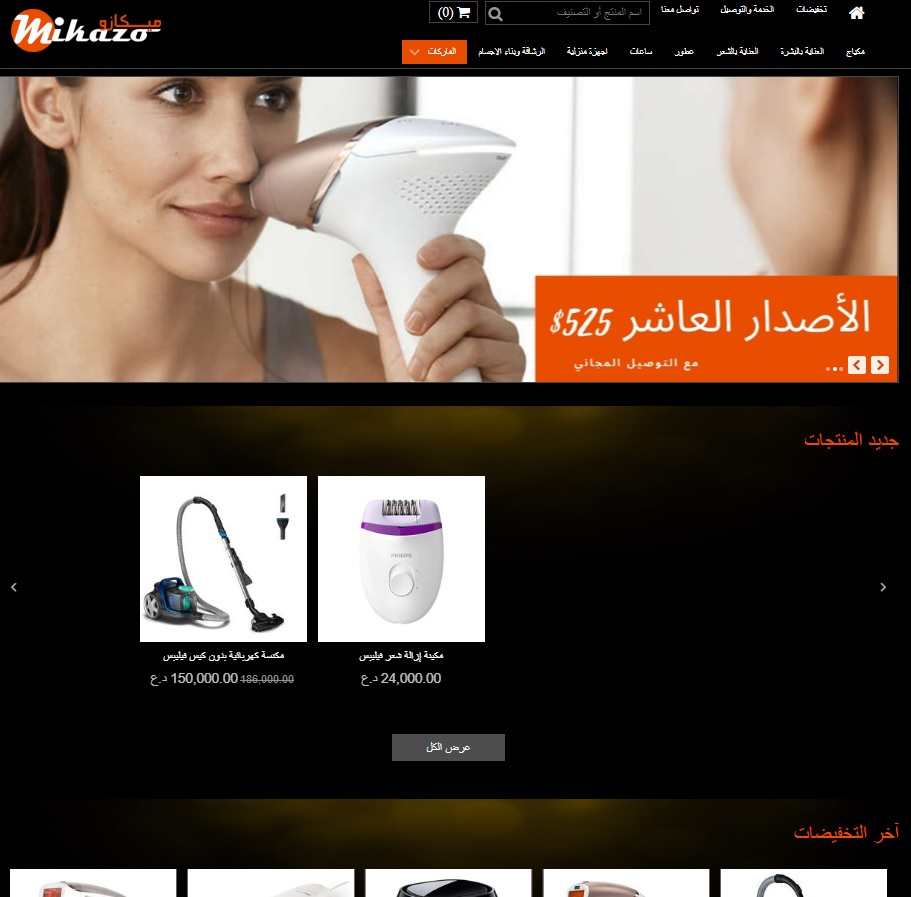 ميكازو
Mikazo
تخفيضات
الخدمة والتوصيل
تواصل معنا
اسم المنتج أو التصنيف
(0)
مكياج
العناية بالبشرة
العناية بالشعر
عطور
ساعات
اجهزة منزلية
الرشاقة وبناء الاجسام
الماركات
الأصدار العاشر 525$
مع التوصيل المجاني
جديد المنتجات
PHILIPS
مكينة إزالة شعر فيليبس
24,000.00 د.ع
مكنسة كهربائية بدون كيس فيليبس
186,000.00 150,000.00 د.ع
عرض الكل
آخر التخفيضات